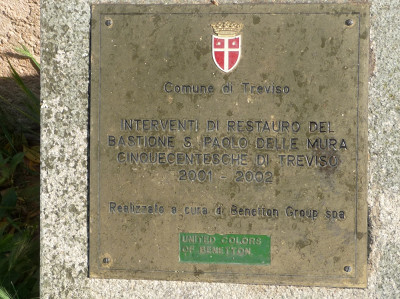 Comune di Treviso
INTERVENTI DI RESTAURO DEL
BASTIONE S. PAOLO DELLE MURA
CINQUECENTESCHE DI TREVISO
2001 - 2002
Realizzato a cura di Benetton Group spa
UNITED COLORS
OF BENETTON.